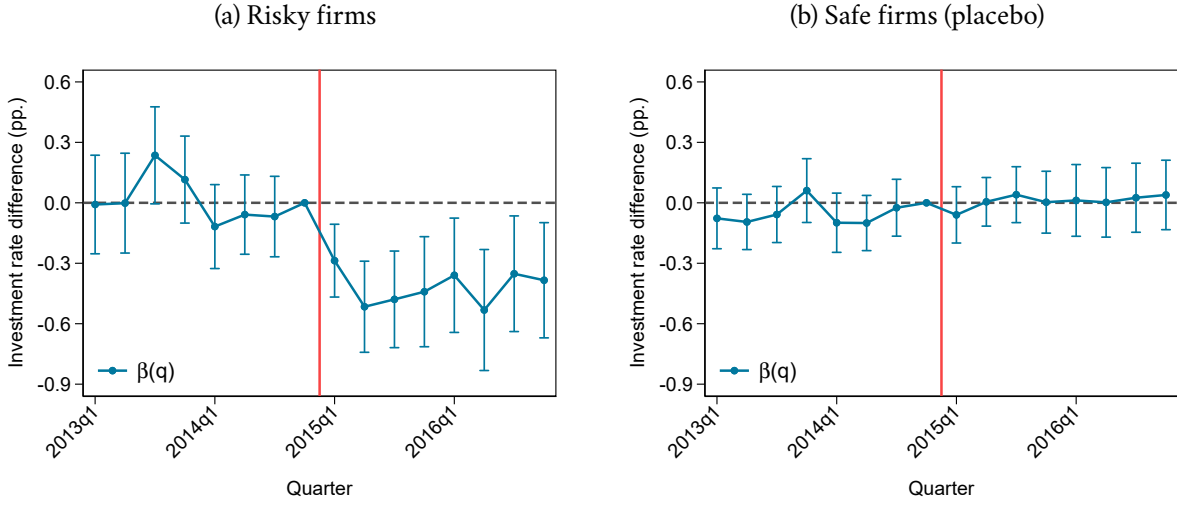 (a) Risky firms
Investment rate difference (pp.)
0.6
0.3
0.0
-0.3
-0.6
-0.9
β(q)
2013q1
2014q1
2015q1
2016q1
Quarter
(b) Safe firms (placebo)
Investment rate difference (pp.)
0.6
0.3
0.0
-0.3
-0.6
-0.9
β(q)
2013q1
2014q1
2015q1
2016q1
Quarter